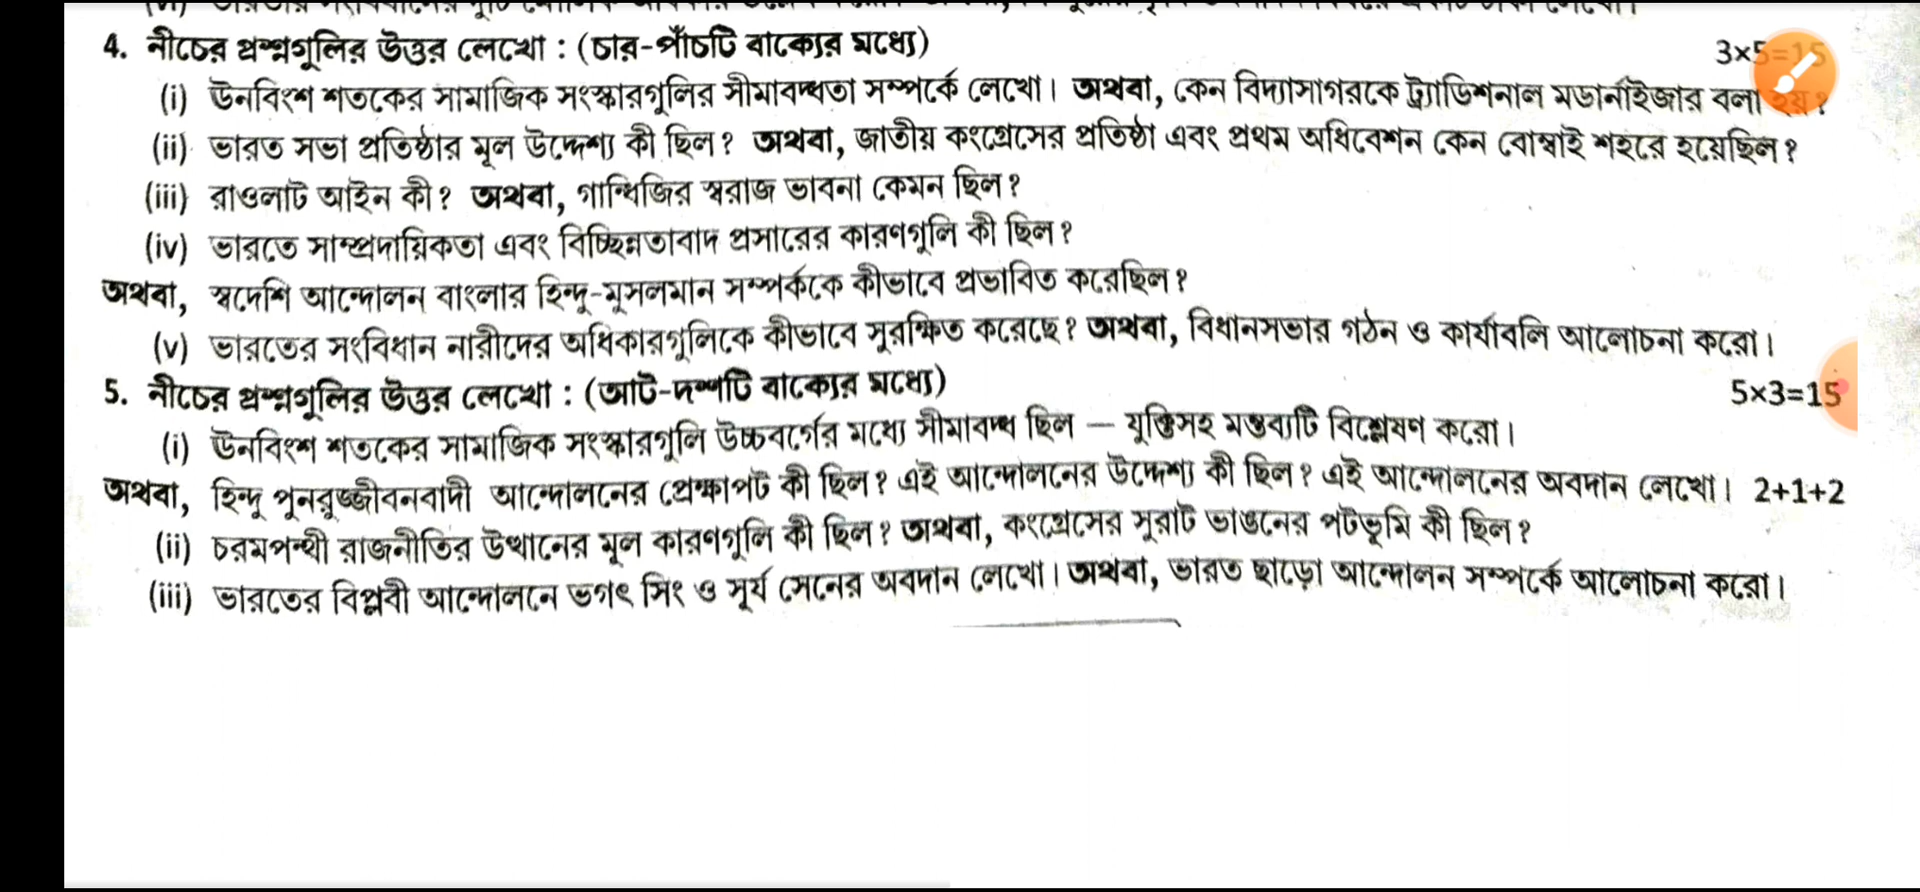 4. নীচের প্রশ্নগুলির উত্তর লেখো : (চার-পাঁচটি বাক্যের মধ্যে) 3×5=15
(i) ঊনবিংশ শতকের সামাজিক সংস্কারগুলির সীমাবদ্ধতা সম্পর্কে লেখো। অথবা, কেন বিদ্যাসাগরকে ট্র্যাডিশনাল মডার্নাইজার বলা হয়?
(ii) ভারত সভা প্রতিষ্ঠার মূল উদ্দেশ্য কী ছিল? অথবা, জাতীয় কংগ্রেসের প্রতিষ্ঠা এবং প্রথম অধিবেশন কেন বোম্বাই শহরে হয়েছিল?
(iii) রাওলাট আইন কী? অথবা, গান্ধিজির স্বরাজ ভাবনা কেমন ছিল?
(iv) ভারতে সাম্প্রদায়িকতা এবং বিচ্ছিন্নতাবাদ প্রসারের কারণগুলি কী ছিল?
অথবা, স্বদেশি আন্দোলন বাংলার হিন্দু-মুসলমান সম্পর্ককে কীভাবে প্রভাবিত করেছিল?
(v) ভারতের সংবিধান নারীদের অধিকারগুলিকে কীভাবে সুরক্ষিত করেছে? অথবা, বিধানসভার গঠন ও কার্যাবলি আলোচনা করো।
5. নীচের প্রশ্নগুলির উত্তর লেখো : (আট-দশটি বাক্যের মধ্যে) 5×3=15
(i) ঊনবিংশ শতকের সামাজিক সংস্কারগুলি উচ্চবর্গের মধ্যে সীমাবদ্ধ ছিল — যুক্তিসহ মন্তব্যটি বিশ্লেষণ করো।
অথবা, হিন্দু পুনরুজ্জীবনবাদী আন্দোলনের প্রেক্ষাপট কী ছিল? এই আন্দোলনের উদ্দেশ্য কী ছিল? এই আন্দোলনের অবদান লেখো। 2+1+2
(ii) চরমপন্থী রাজনীতির উত্থানের মূল কারণগুলি কী ছিল? অথবা, কংগ্রেসের সুরাট ভাঙনের পটভূমি কী ছিল?
(iii) ভারতের বিপ্লবী আন্দোলনে ভগৎ সিং ও সূর্য সেনের অবদান লেখো। অথবা, ভারত ছাড়ো আন্দোলন সম্পর্কে আলোচনা করো।